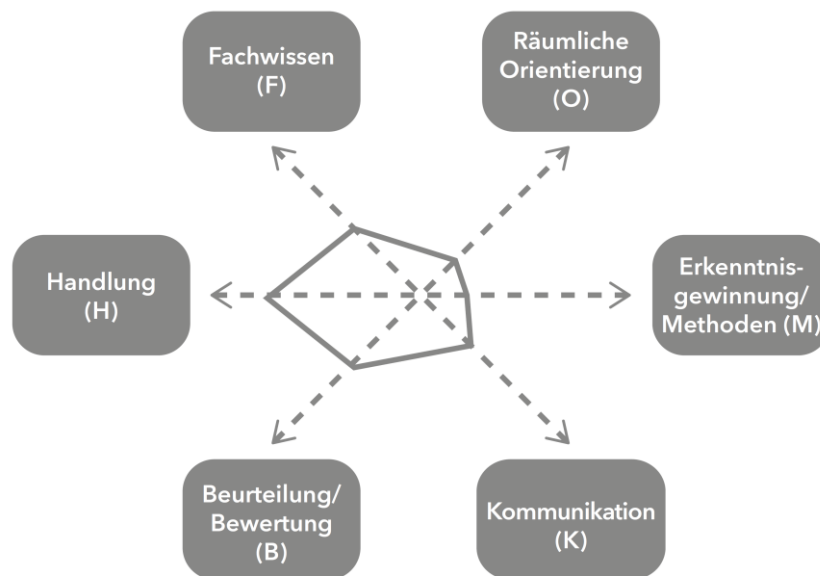 Fachwissen
(F)
Räumliche
Orientierung
(O)
Handlung
(H)
Erkenntnis-
gewinnung/
Methoden (M)
Beurteilung/
Bewertung
(B)
Kommunikation
(K)